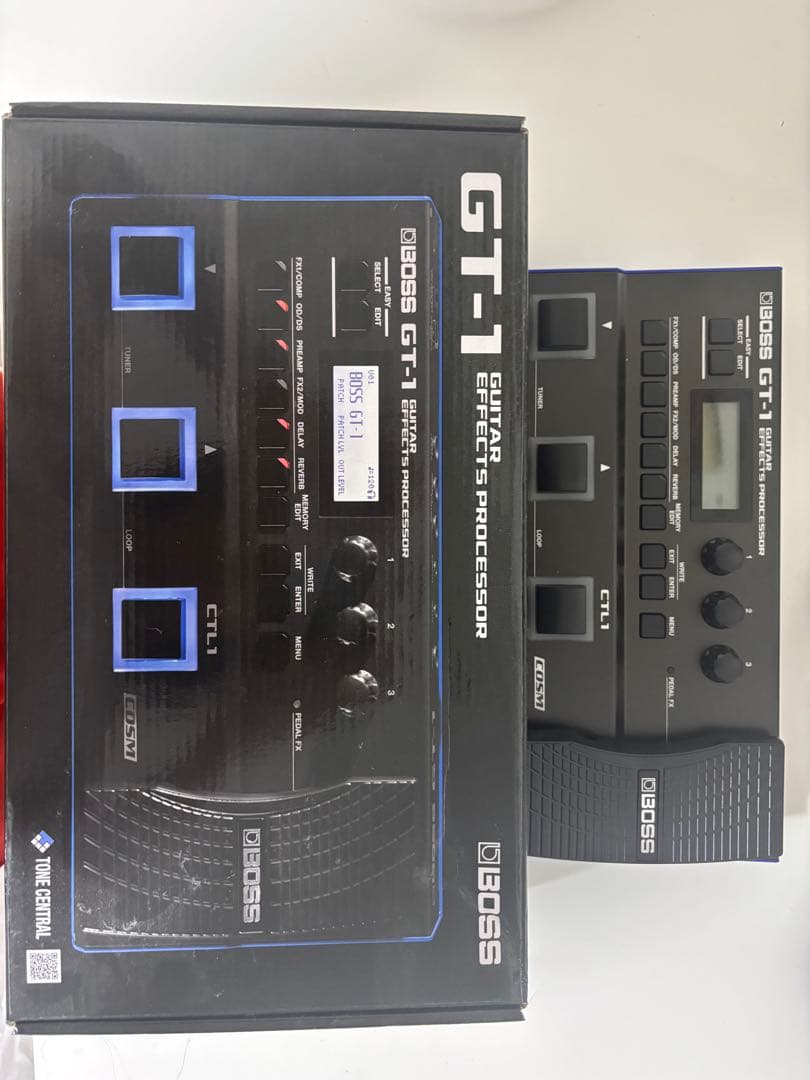 GT-1 GUITAR
EFFECTS PROCESSOR
BOSS
BOSS GT-1 GUITAR
EFFECTS PROCESSOR
EASY
SELECT EDIT
U01 ♩=120
BOSS GT-1
PATCH PATCH LVL OUT LEVEL
1 2 3
FX1/COMP OD/DS PREAMP FX2/MOD DELAY REVERB MEMORY EDIT
WRITE
EXIT ENTER
MENU
PEDAL FX
CTL1
TUNER
LOOP
COSM
BOSS
TONE CENTRAL
BOSS GT-1 GUITAR
EFFECTS PROCESSOR
EASY
SELECT EDIT
1 2 3
FX1/COMP OD/DS PREAMP FX2/MOD DELAY REVERB MEMORY EDIT
WRITE
EXIT ENTER
MENU
PEDAL FX
CTL1
TUNER
LOOP
COSM
BOSS